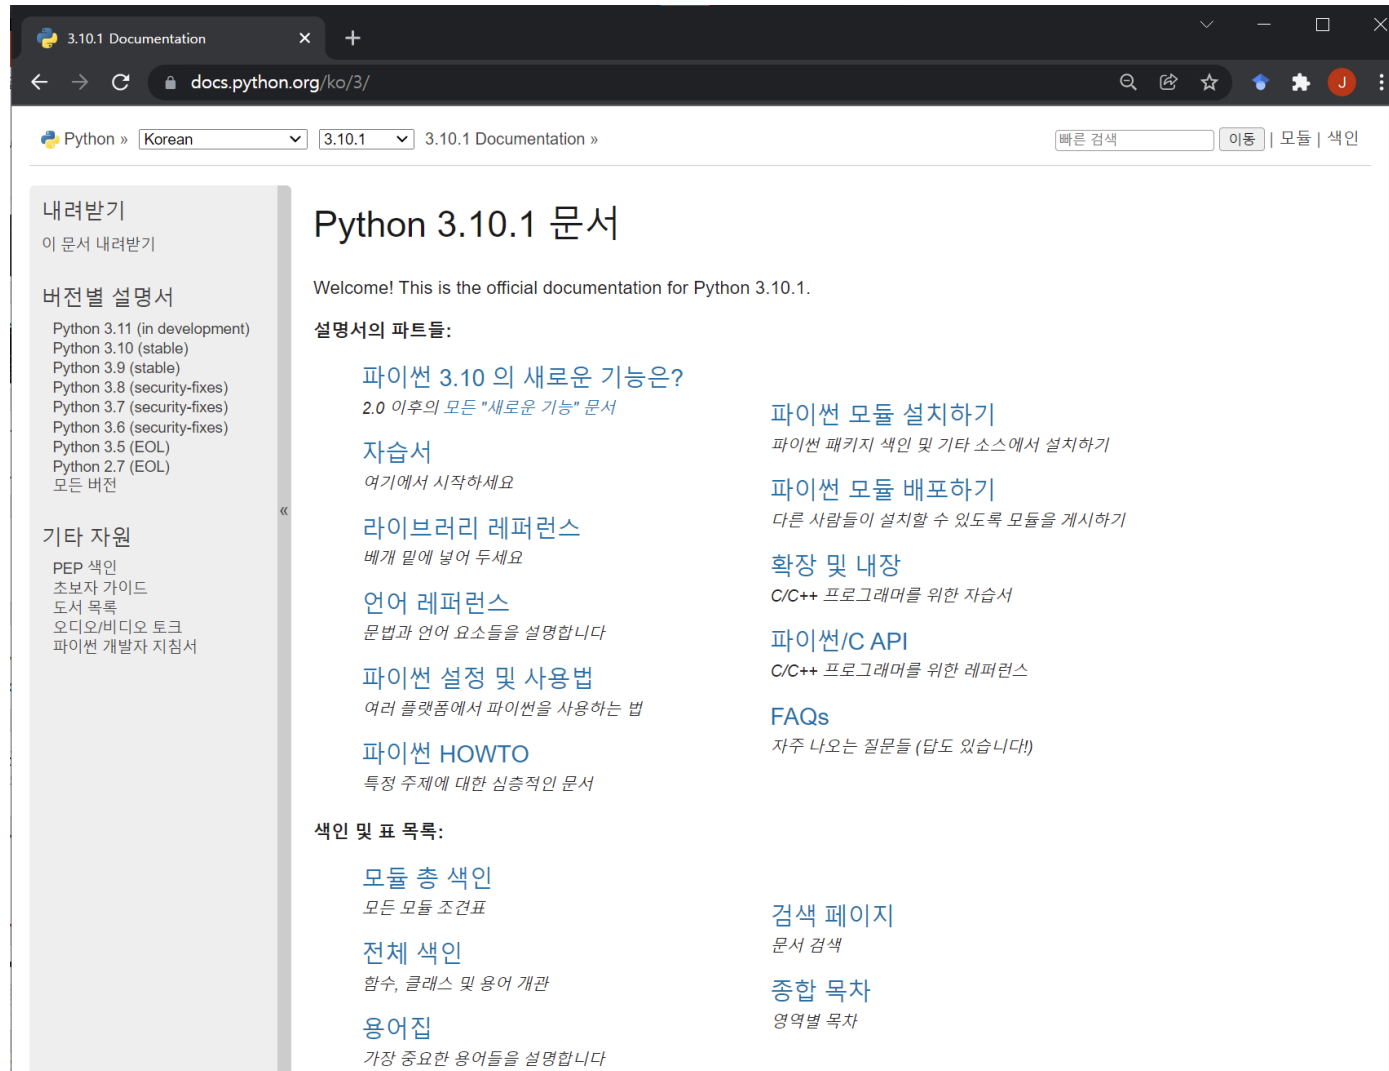 3.10.1 Documentation
docs.python.org/ko/3/
J
Python » Korean 3.10.1 3.10.1 Documentation » 빠른 검색 이동 | 모듈 | 색인
내려받기
이 문서 내려받기
버전별 설명서
Python 3.11 (in development)
Python 3.10 (stable)
Python 3.9 (stable)
Python 3.8 (security-fixes)
Python 3.7 (security-fixes)
Python 3.6 (security-fixes)
Python 3.5 (EOL)
Python 2.7 (EOL)
모든 버전
기타 자원
PEP 색인
초보자 가이드
도서 목록
오디오/비디오 토크
파이썬 개발자 지침서
«
Python 3.10.1 문서
Welcome! This is the official documentation for Python 3.10.1.
설명서의 파트들:
파이썬 3.10 의 새로운 기능은?
2.0 이후의 모든 "새로운 기능" 문서
자습서
여기에서 시작하세요
라이브러리 레퍼런스
베개 밑에 넣어 두세요
언어 레퍼런스
문법과 언어 요소들을 설명합니다
파이썬 설정 및 사용법
여러 플랫폼에서 파이썬을 사용하는 법
파이썬 HOWTO
특정 주제에 대한 심층적인 문서
파이썬 모듈 설치하기
파이썬 패키지 색인 및 기타 소스에서 설치하기
파이썬 모듈 배포하기
다른 사람들이 설치할 수 있도록 모듈을 게시하기
확장 및 내장
C/C++ 프로그래머를 위한 자습서
파이썬/C API
C/C++ 프로그래머를 위한 레퍼런스
FAQs
자주 나오는 질문들 (답도 있습니다!)
색인 및 표 목록:
모듈 총 색인
모든 모듈 조견표
전체 색인
함수, 클래스 및 용어 개관
용어집
가장 중요한 용어들을 설명합니다
검색 페이지
문서 검색
종합 목차
영역별 목차